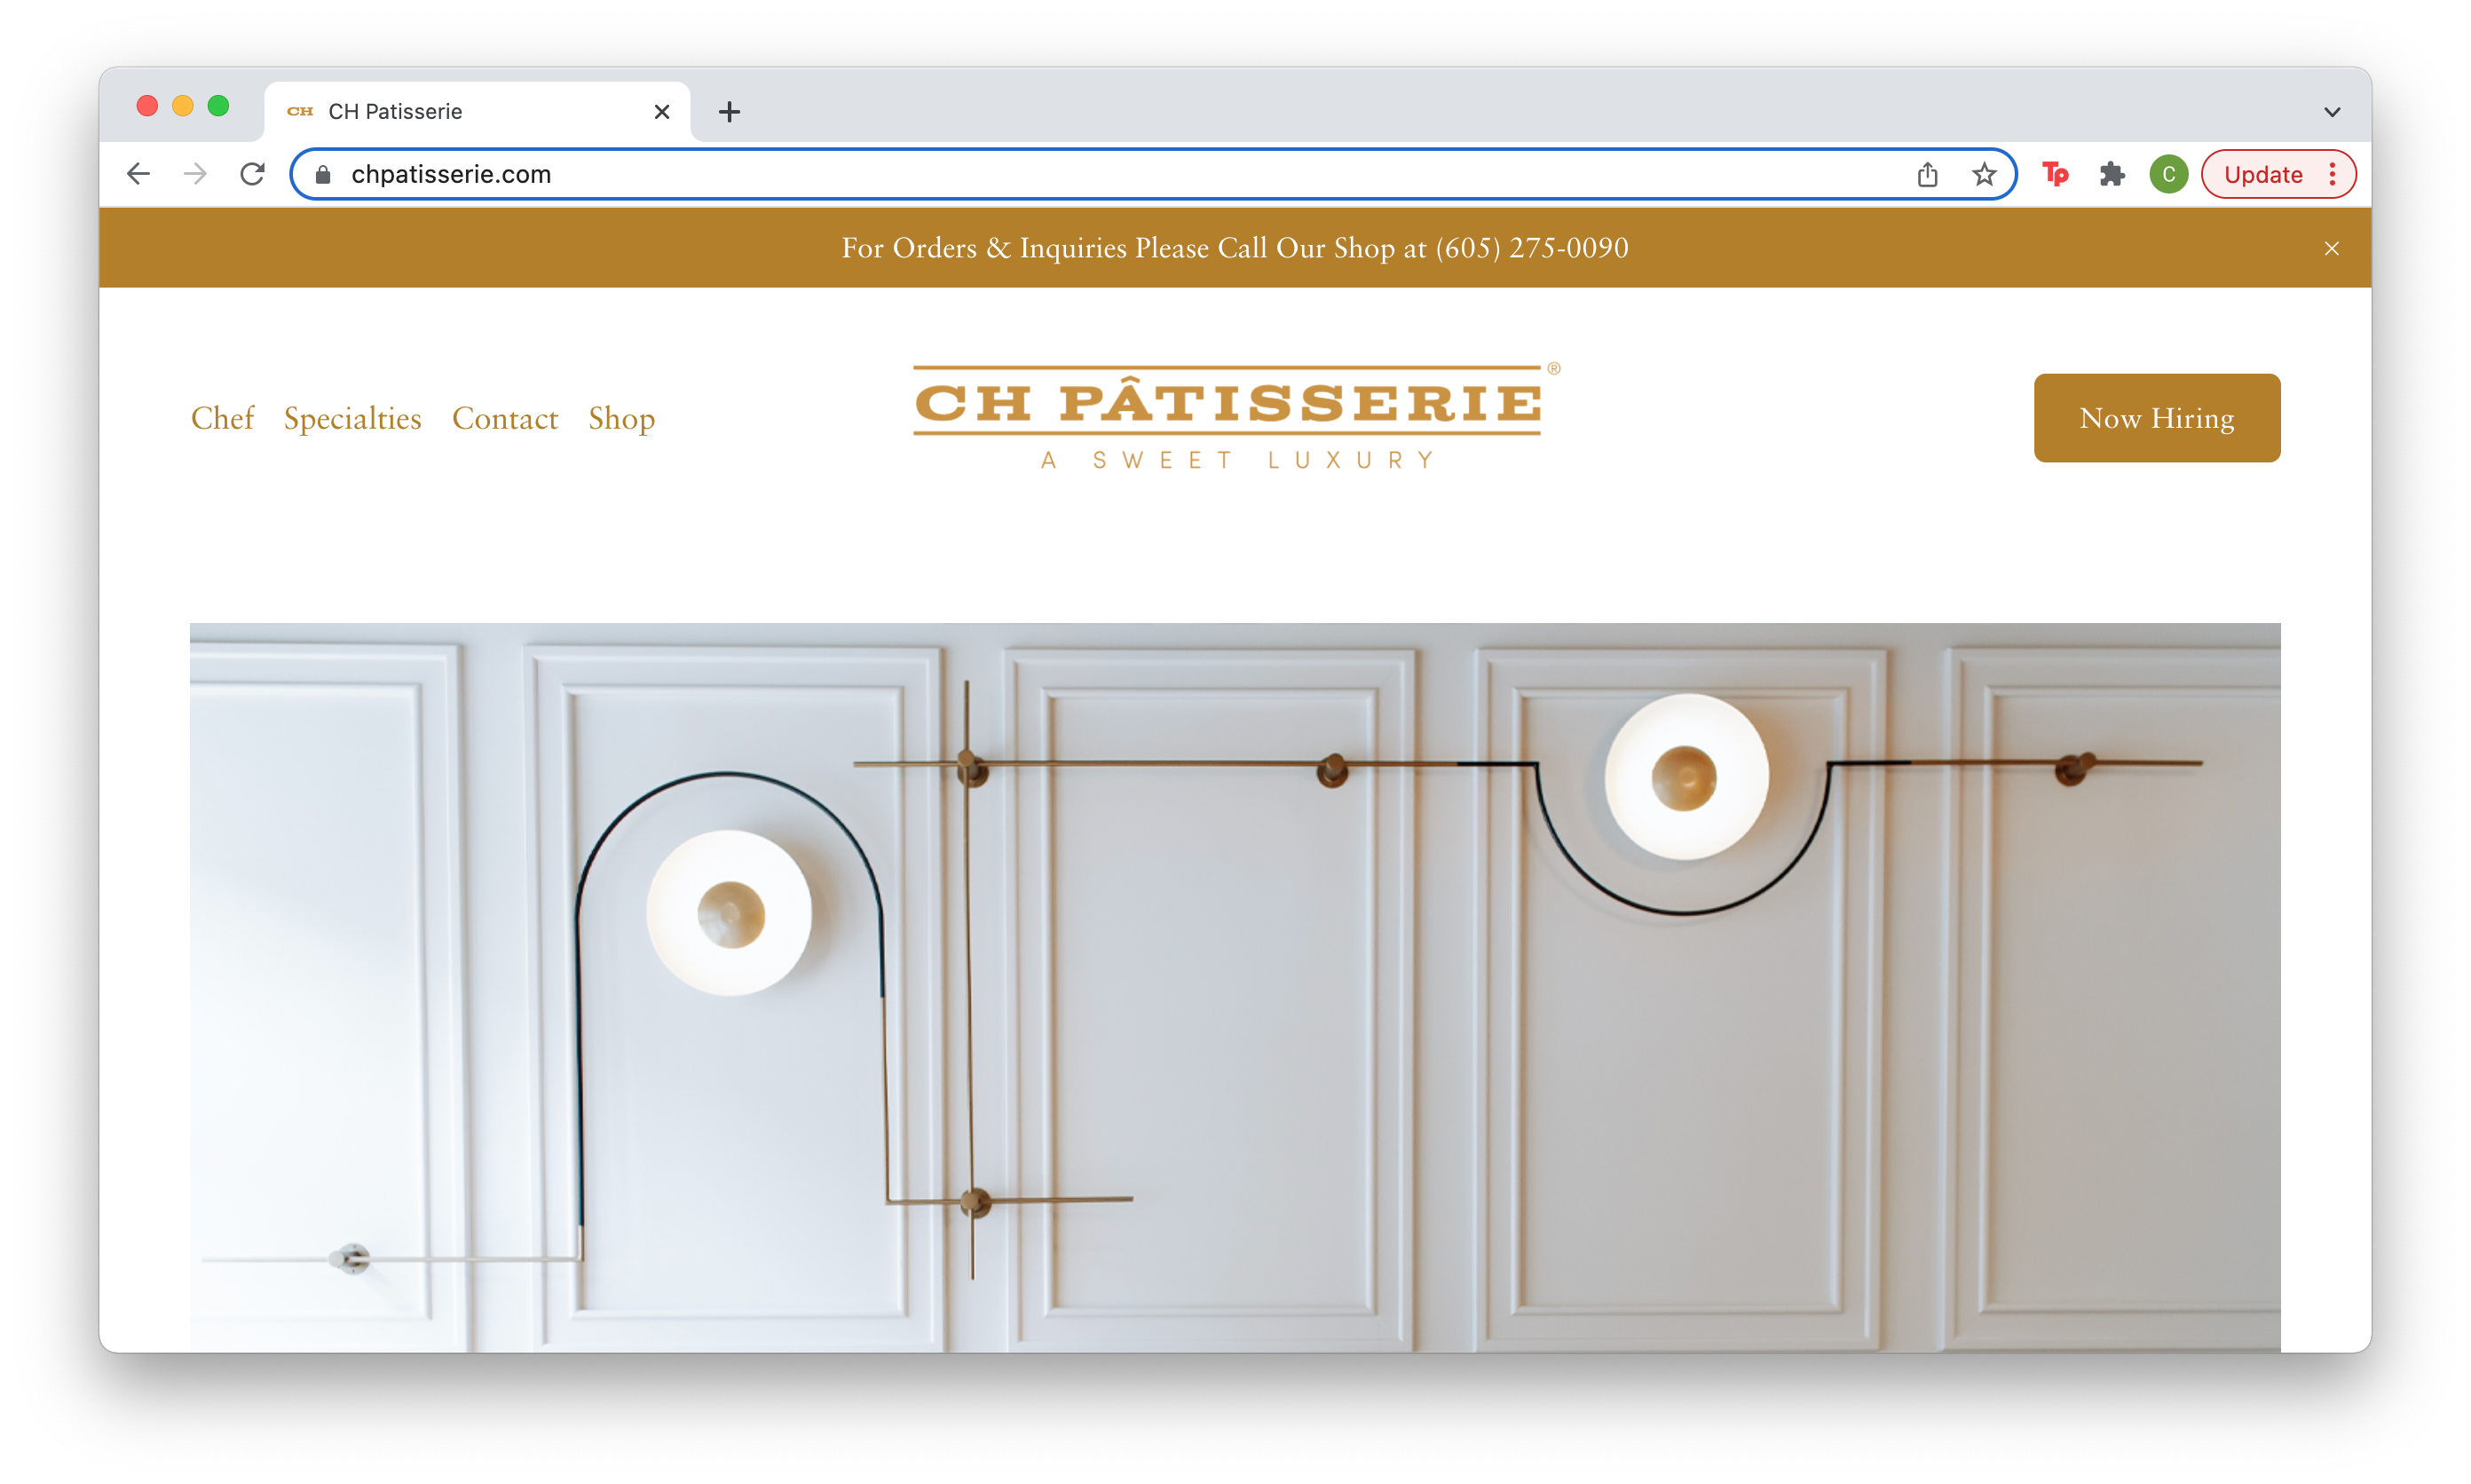 CH CH Patisserie
chpatisserie.com
Tp
C
Update
For Orders & Inquiries Please Call Our Shop at (605) 275-0090
Chef Specialties Contact Shop
CH PÂTISSERIE ®
A SWEET LUXURY
Now Hiring